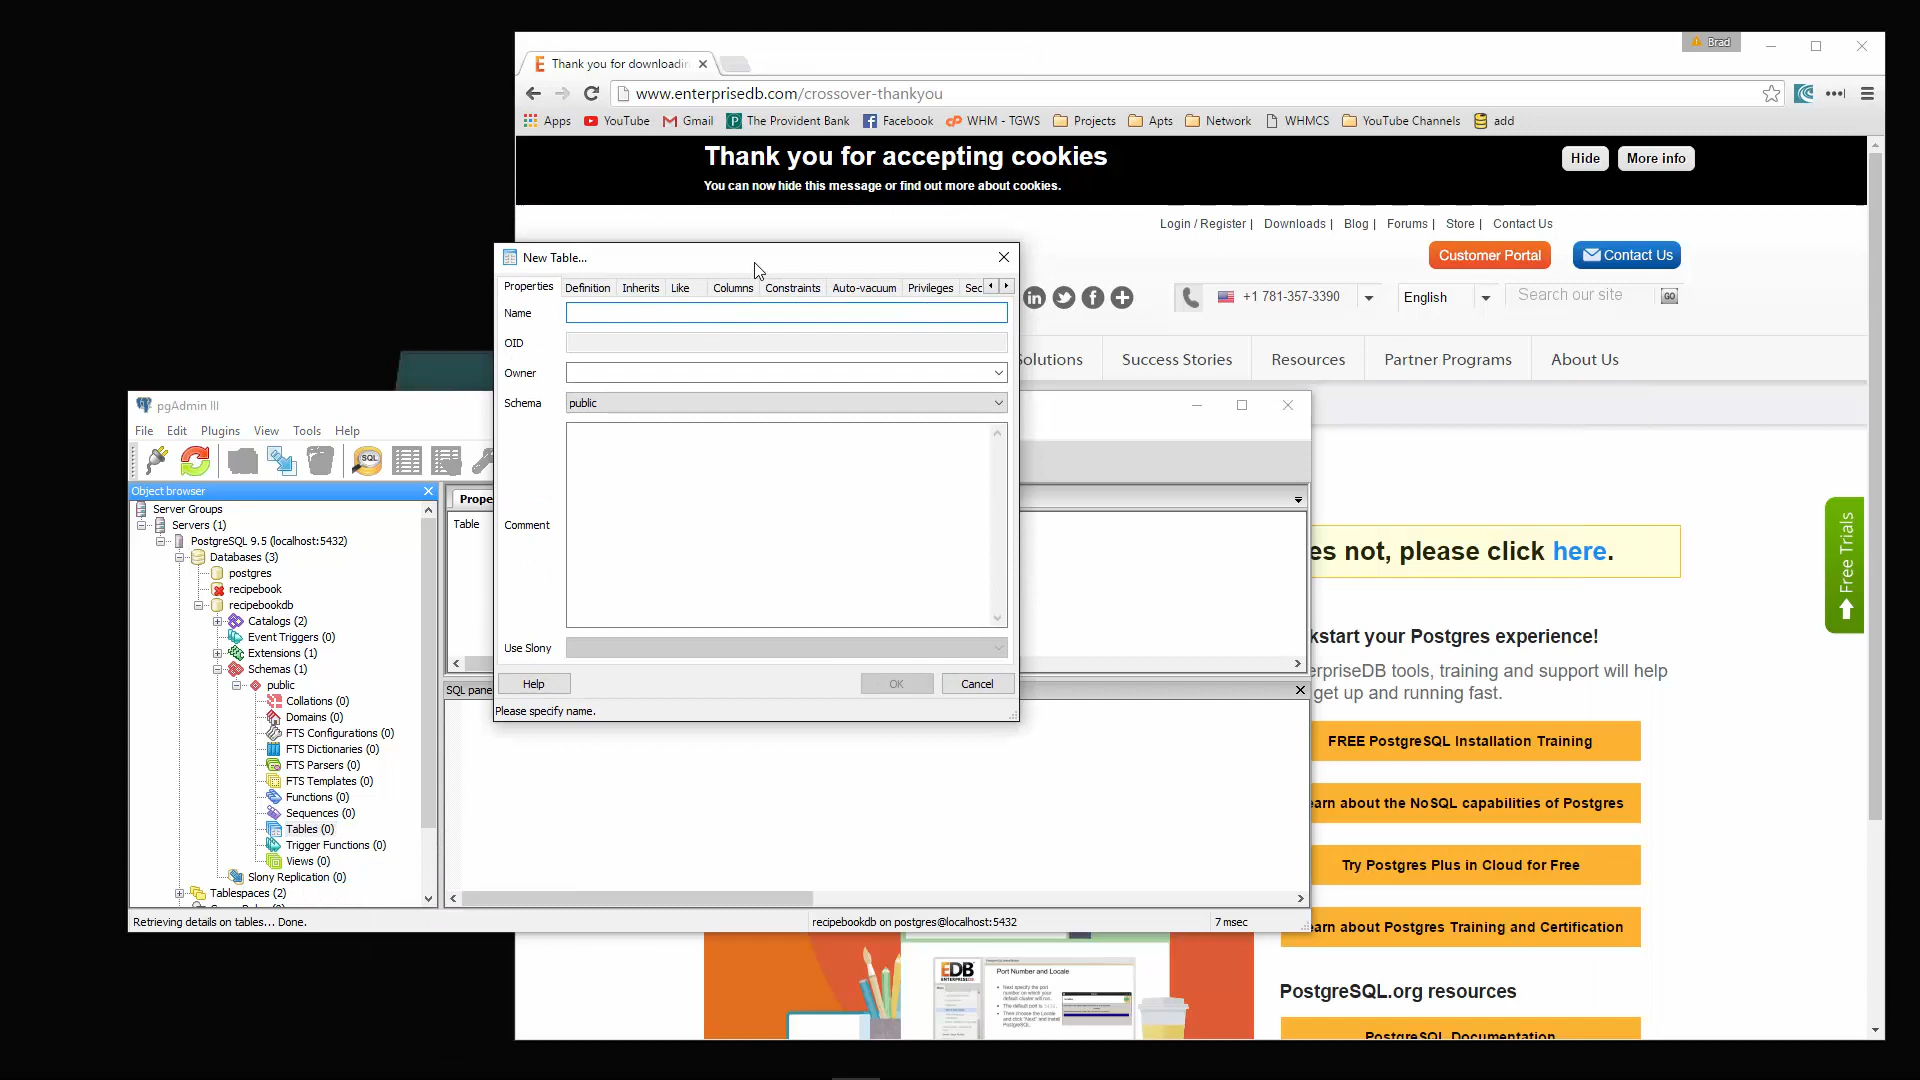 Brad
Thank you for downloadin
www.enterprisedb.com/crossover-thankyou
Apps YouTube Gmail The Provident Bank Facebook WHM - TGWS Projects Apts Network WHMCS YouTube Channels add
Thank you for accepting cookies
You can now hide this message or find out more about cookies.
Hide More info
Login / Register | Downloads | Blog | Forums | Store | Contact Us
Customer Portal Contact Us
+1 781-357-3390 English Search our site GO
Solutions Success Stories Resources Partner Programs About Us
New Table...
Properties Definition Inherits Like Columns Constraints Auto-vacuum Privileges Sec
Name
OID
Owner
Schema public
Comment
Use Slony
Help OK Cancel
Please specify name.
pgAdmin III
File Edit Plugins View Tools Help
SQL
Object browser
Server Groups
Servers (1)
PostgreSQL 9.5 (localhost:5432)
Databases (3)
postgres
recipebook
recipebookdb
Catalogs (2)
Event Triggers (0)
Extensions (1)
Schemas (1)
public
Collations (0)
Domains (0)
FTS Configurations (0)
FTS Dictionaries (0)
FTS Parsers (0)
FTS Templates (0)
Functions (0)
Sequences (0)
Tables (0)
Trigger Functions (0)
Views (0)
Slony Replication (0)
Tablespaces (2)
Prope
Table
SQL pane
Retrieving details on tables... Done.
recipebookdb on postgres@localhost:5432
7 msec
es not, please click here.
Free Trials
kstart your Postgres experience!
erpriseDB tools, training and support will help
get up and running fast.
FREE PostgreSQL Installation Training
earn about the NoSQL capabilities of Postgres
Try Postgres Plus in Cloud for Free
earn about Postgres Training and Certification
PostgreSQL.org resources
PostgreSQL Documentation
EDB
ENTERPRISEDB
Port Number and Locale